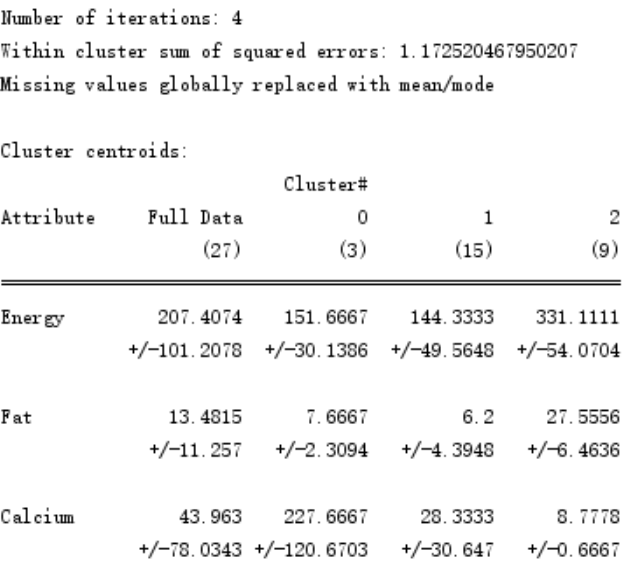 Number of iterations: 4
Within cluster sum of squared errors: 1.172520467950207
Missing values globally replaced with mean/mode
Cluster centroids:
Cluster#
Attribute Full Data 0 1 2
(27) (3) (15) (9)
Energy 207.4074 151.6667 144.3333 331.1111
+/-101.2078 +/-30.1386 +/-49.5648 +/-54.0704
Fat 13.4815 7.6667 6.2 27.5556
+/-11.257 +/-2.3094 +/-4.3948 +/-6.4636
Calcium 43.963 227.6667 28.3333 8.7778
+/-78.0343 +/-120.6703 +/-30.647 +/-0.6667